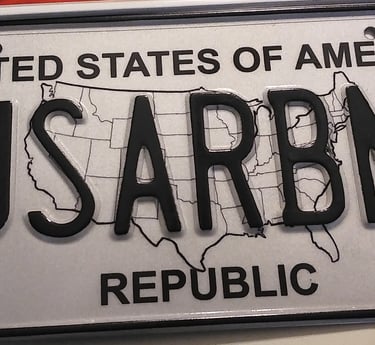 TED STATES OF AME
USARBN
REPUBLIC